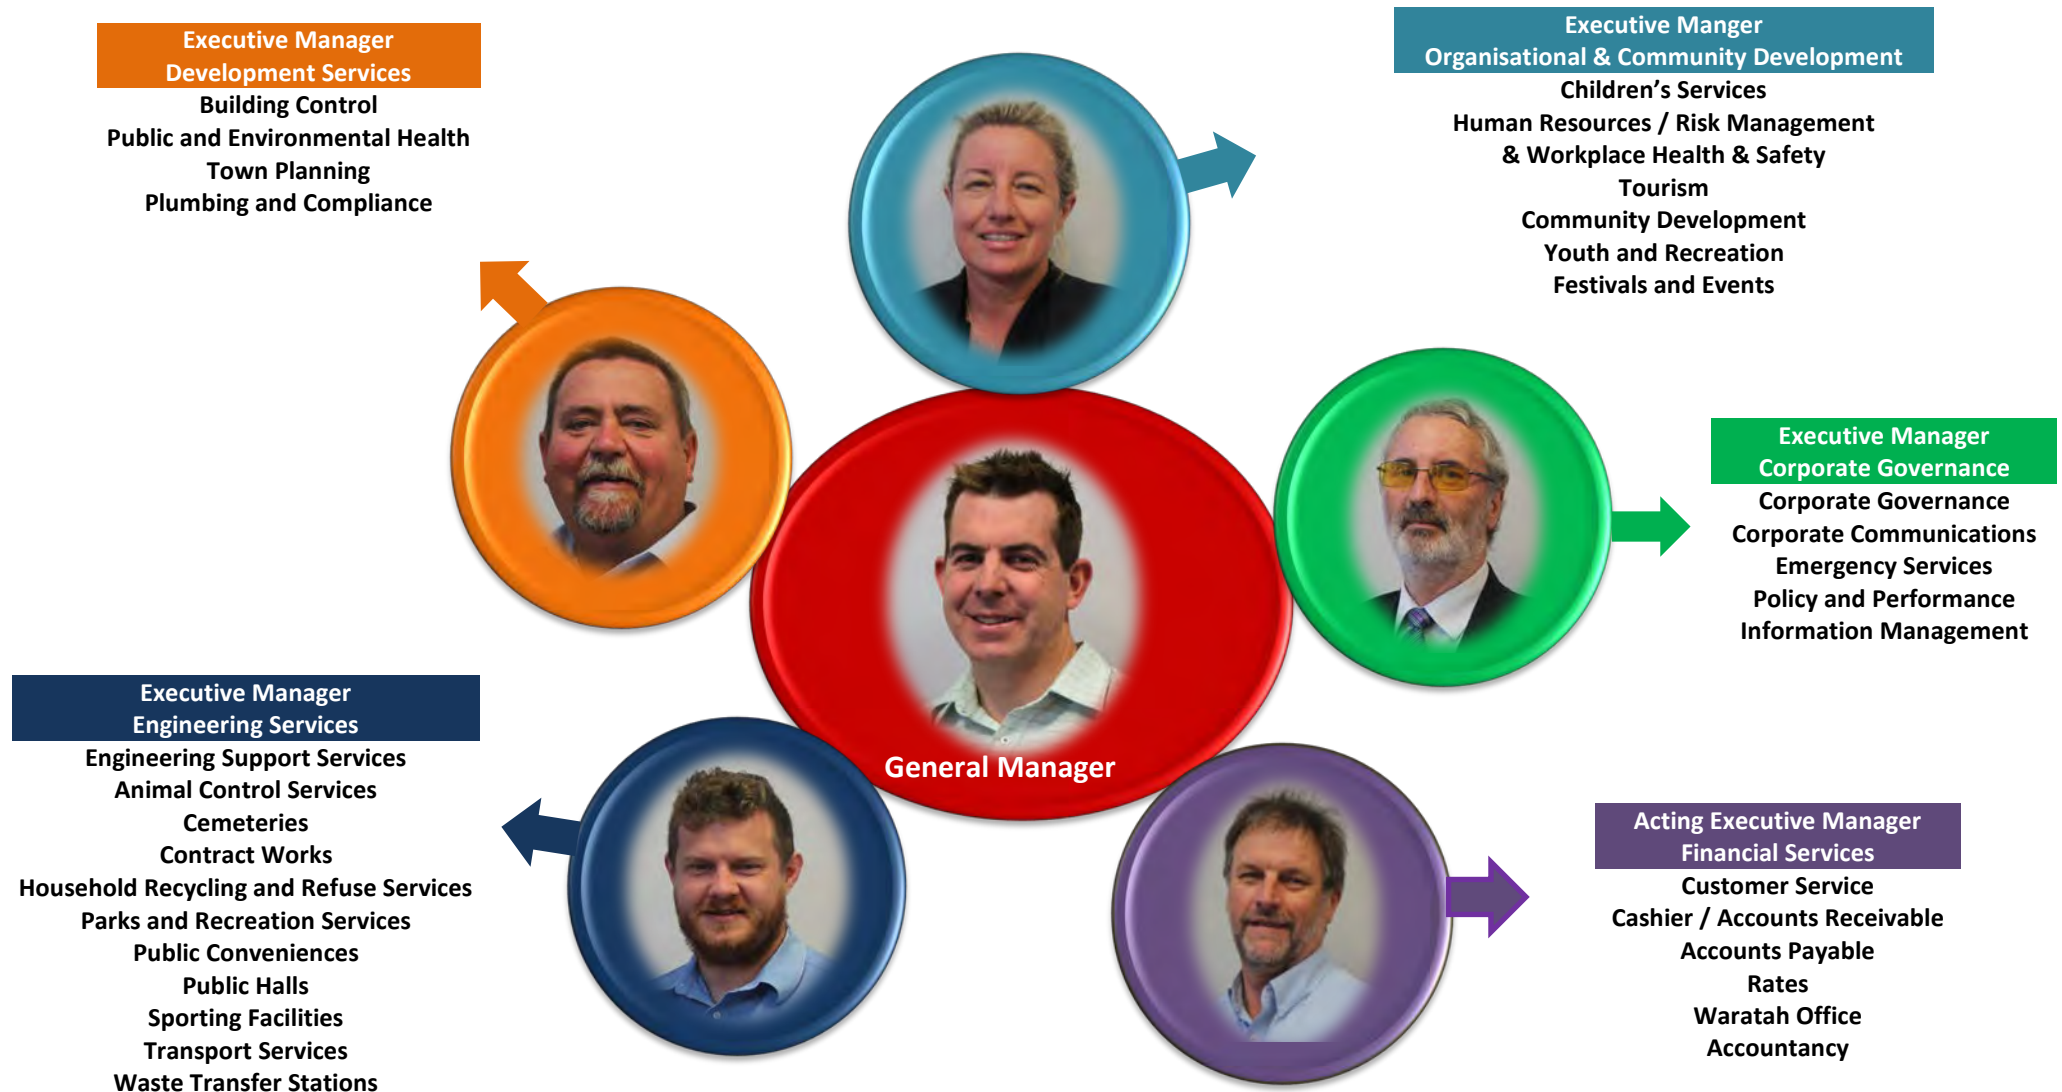 Executive Manager
Development Services
Building Control
Public and Environmental Health
Town Planning
Plumbing and Compliance
Executive Manger
Organisational & Community Development
Children’s Services
Human Resources / Risk Management
& Workplace Health & Safety
Tourism
Community Development
Youth and Recreation
Festivals and Events
Executive Manager
Corporate Governance
Corporate Governance
Corporate Communications
Emergency Services
Policy and Performance
Information Management
General Manager
Executive Manager
Engineering Services
Engineering Support Services
Animal Control Services
Cemeteries
Contract Works
Household Recycling and Refuse Services
Parks and Recreation Services
Public Conveniences
Public Halls
Sporting Facilities
Transport Services
Waste Transfer Stations
Acting Executive Manager
Financial Services
Customer Service
Cashier / Accounts Receivable
Accounts Payable
Rates
Waratah Office
Accountancy